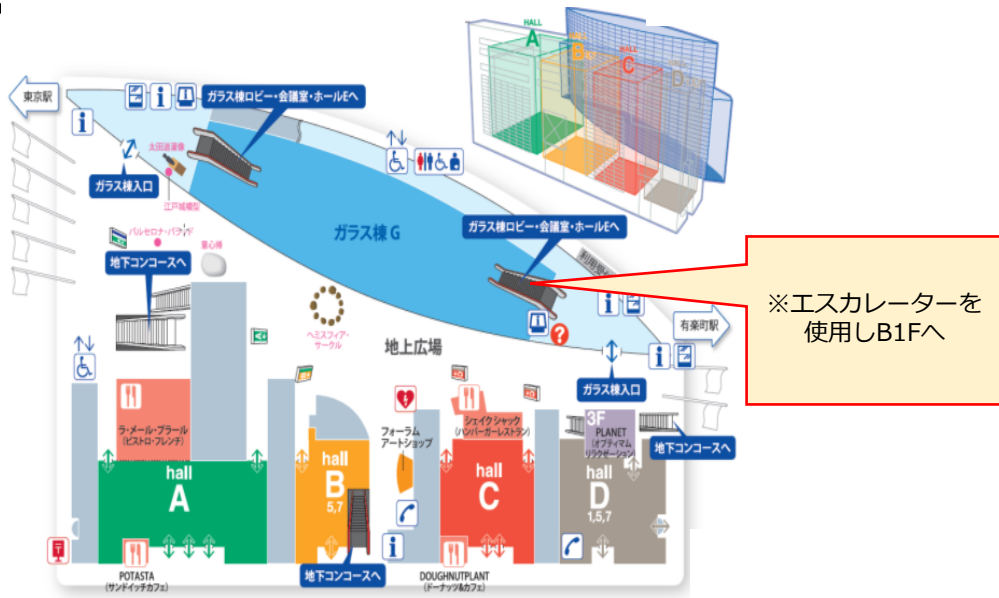 HALL
A
HALL
B
HALL
C
HALL
D
東京駅
ガラス棟ロビー・会議室・ホールEへ
太田道灌像
ガラス棟入口
江戸城模型
ガラス棟 G
ガラス棟ロビー・会議室・ホールEへ
※エスカレーターを
使用しB1Fへ
バルセロナ・バラッド
重心棒
地下コンコースへ
有楽町駅
ヘミスフィア・
サークル
地上広場
ガラス棟入口
ラ・メール・プラール
(ビストロ・フレンチ)
フォーラム
アートショップ
シェイクシャック
(ハンバーガーレストラン)
3F
PLANET
(オプティマム
リラクゼーション)
地下コンコースへ
hall
A
hall
B
5,7
hall
C
hall
D
1,5,7
POTASTA
(サンドイッチカフェ)
地下コンコースへ
DOUGHNUTPLANT
(ドーナッツ&カフェ)